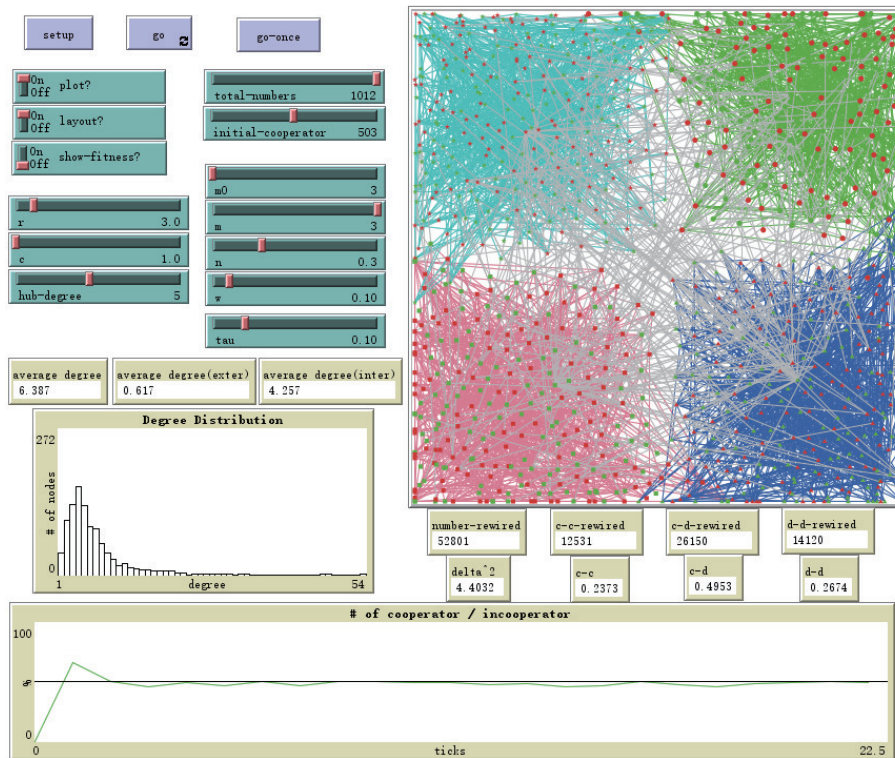 setup
go
go-once
On
Off
plot?
On
Off
layout?
On
Off
show-fitness?
total-numbers 1012
initial-cooperator 503
m0 3
m 3
n 0.3
w 0.10
tau 0.10
r 3.0
c 1.0
hub-degree 5
average degree
6.387
average degree(exter)
0.617
average degree(inter)
4.257
Degree Distribution
272
# of nodes
0
1 degree 54
number-rewired
52801
c-c-rewired
12531
c-d-rewired
26150
d-d-rewired
14120
delta^2
4.4032
c-c
0.2373
c-d
0.4953
d-d
0.2674
# of cooperator / incooperator
100
%
0
0 ticks 22.5